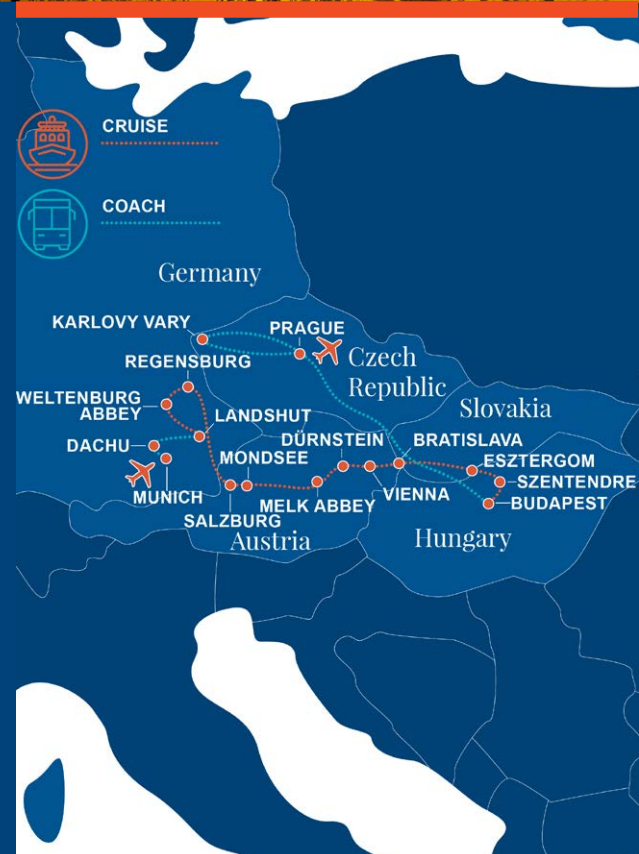 CRUISE
COACH
Germany
KARLOVY VARY
PRAGUE
Czech
Republic
REGENSBURG
WELTENBURG
ABBEY
LANDSHUT
Slovakia
DACHU
MONDSEE
DÜRNSTEIN
BRATISLAVA
ESZTERGOM
SZENTENDRE
MUNICH
MELK ABBEY
VIENNA
BUDAPEST
SALZBURG
Austria
Hungary